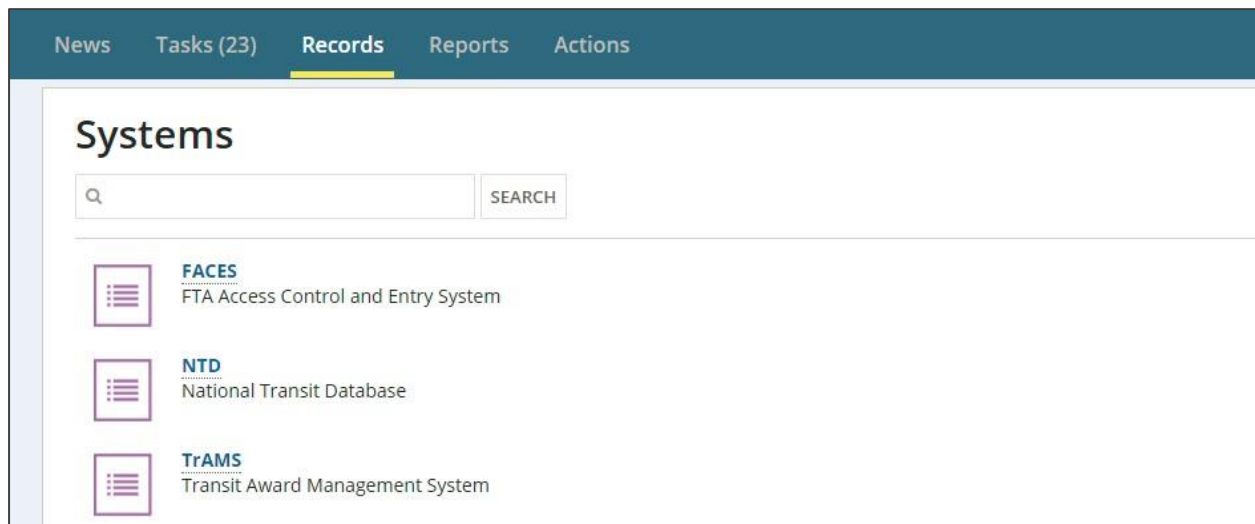 News Tasks (23) Records Reports Actions
Systems
SEARCH
FACES
FTA Access Control and Entry System
NTD
National Transit Database
TrAMS
Transit Award Management System